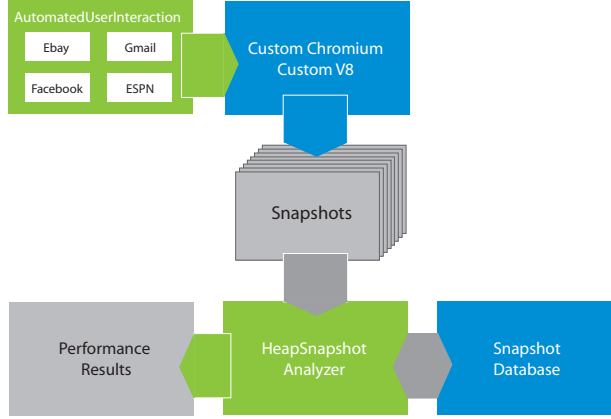 AutomatedUserInteraction
Ebay
Gmail
Facebook
ESPN
Custom Chromium
Custom V8
Snapshots
Performance
Results
HeapSnapshot
Analyzer
Snapshot
Database